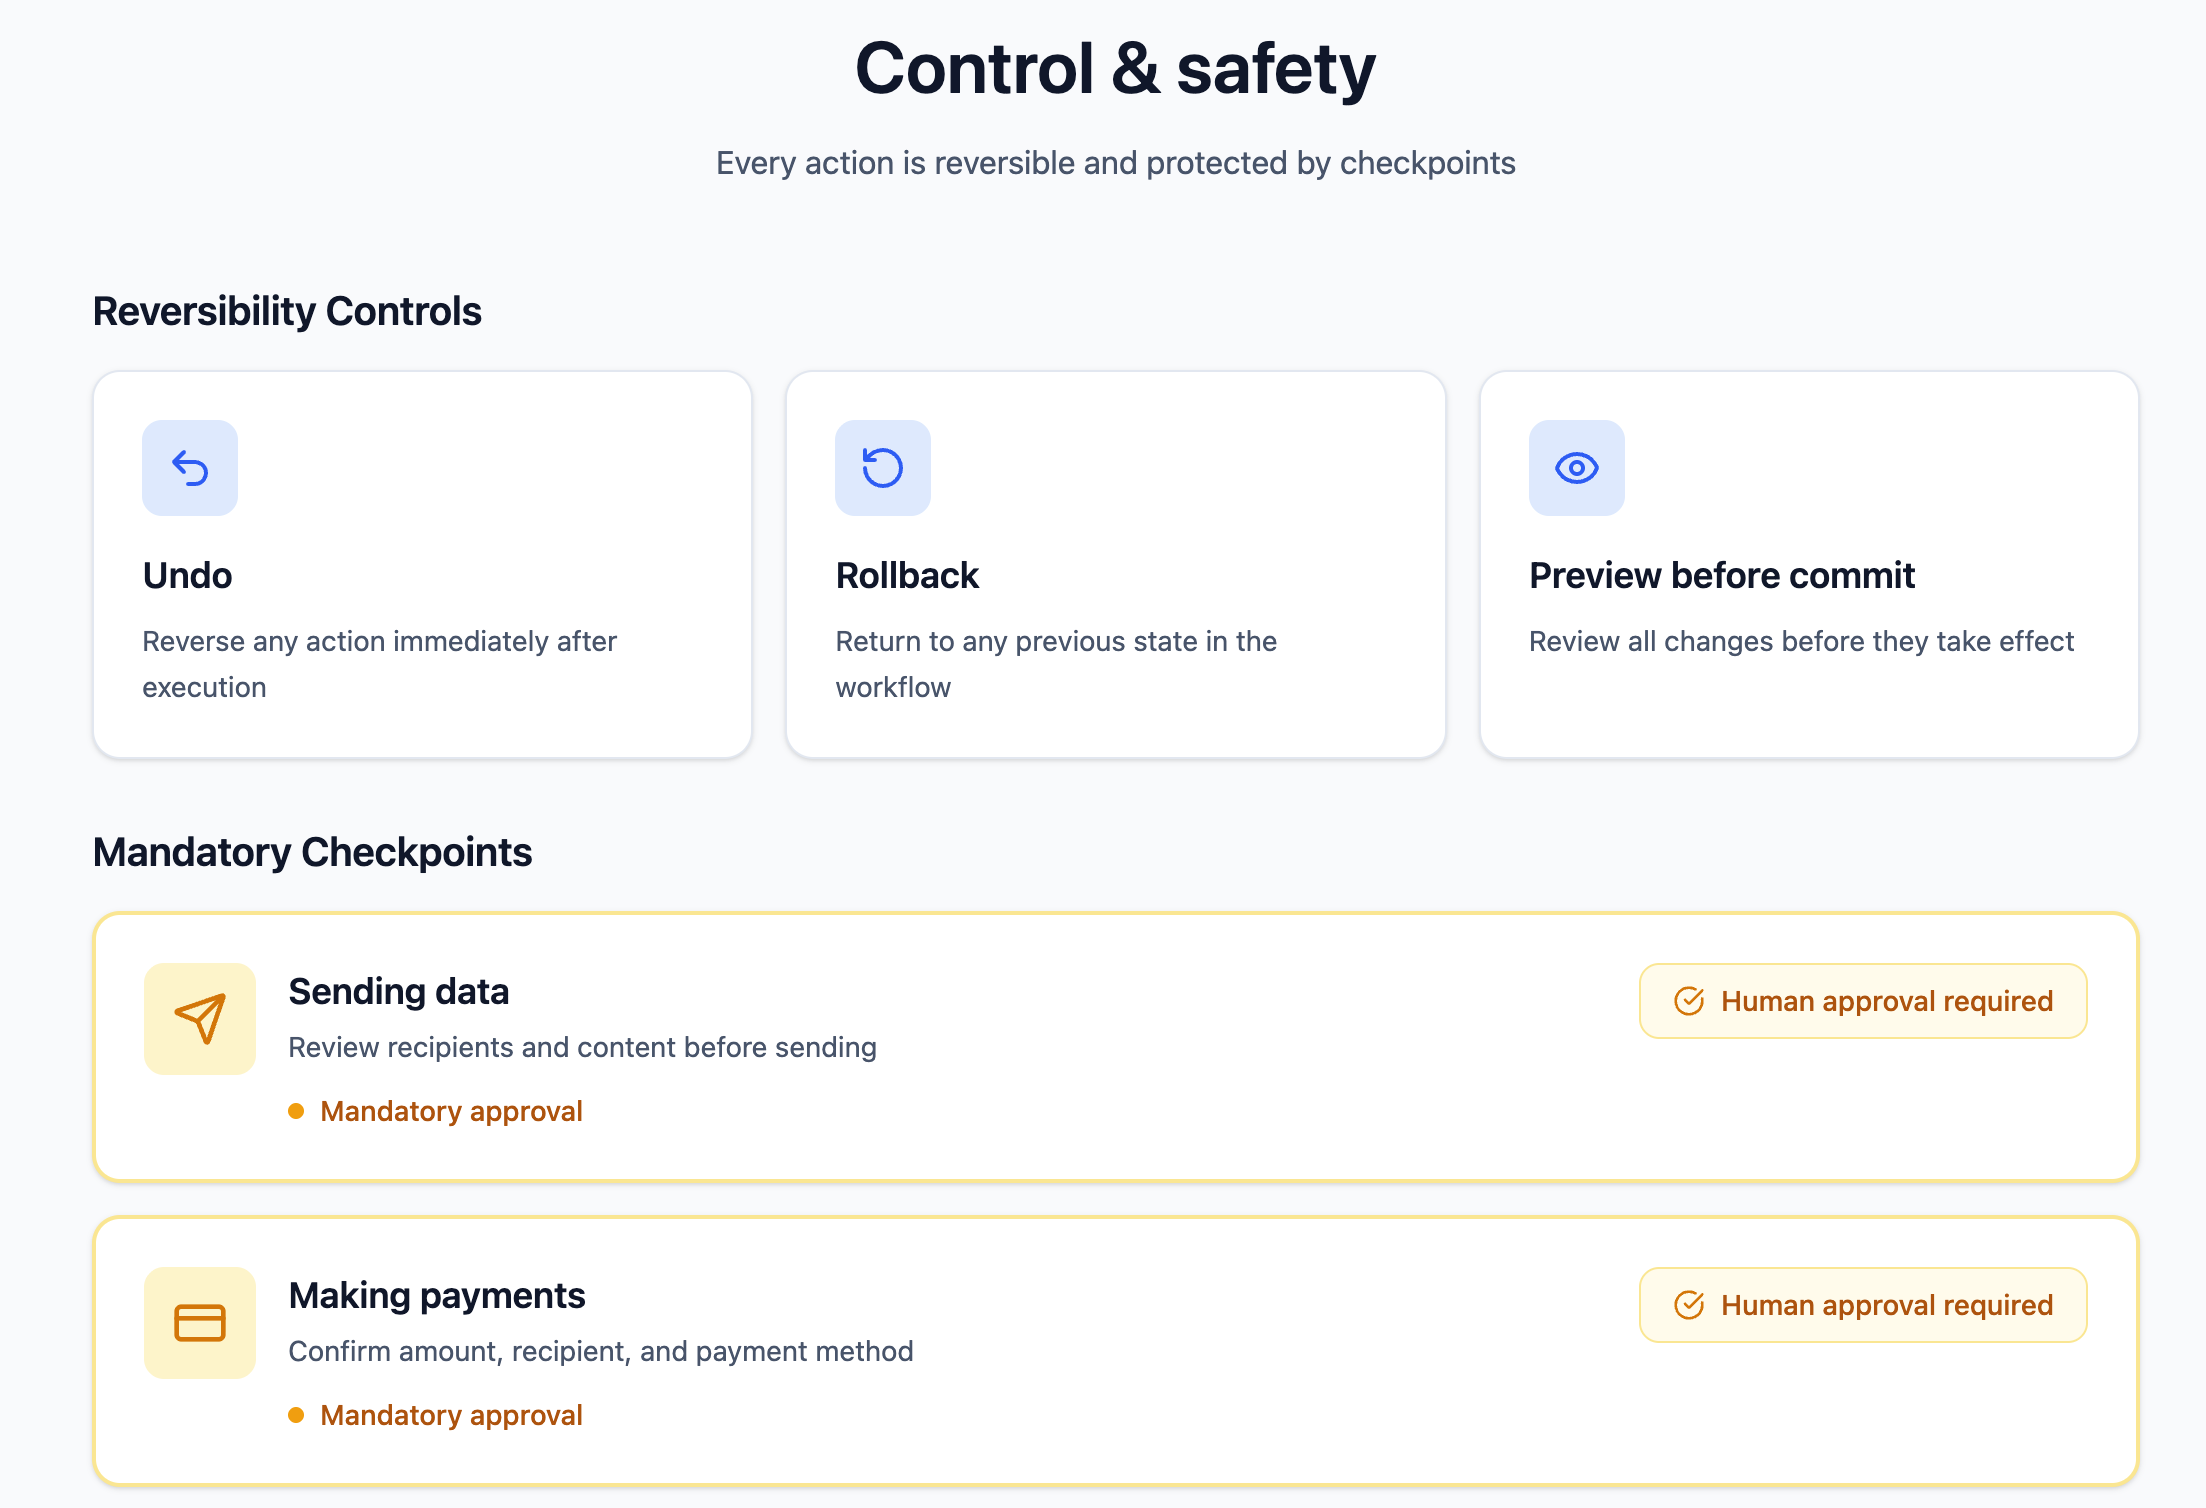 Control & safety
Every action is reversible and protected by checkpoints
Reversibility Controls
Undo
Reverse any action immediately after
execution
Rollback
Return to any previous state in the
workflow
Preview before commit
Review all changes before they take effect
Mandatory Checkpoints
Sending data
Review recipients and content before sending
Mandatory approval
Human approval required
Making payments
Confirm amount, recipient, and payment method
Mandatory approval
Human approval required